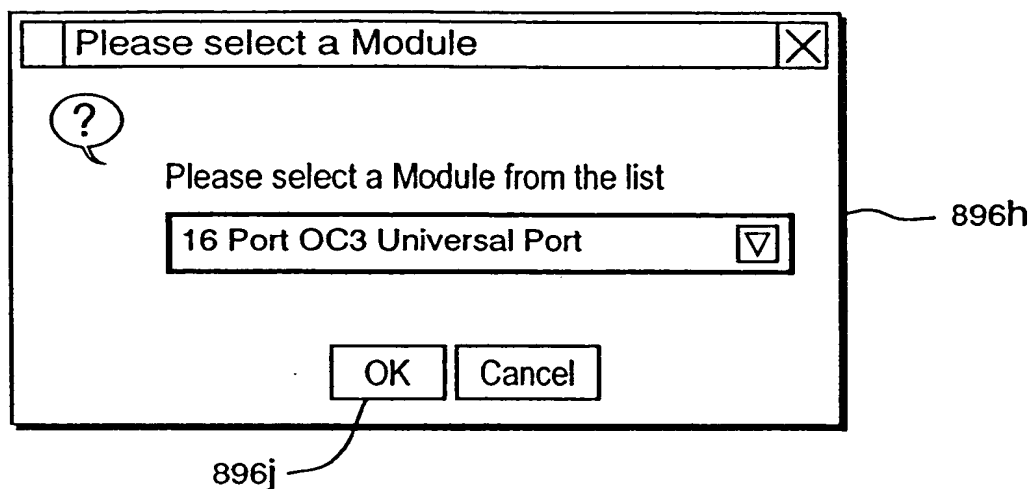 Please select a Module
?
Please select a Module from the list
16 Port OC3 Universal Port
896h
OK
Cancel
896j